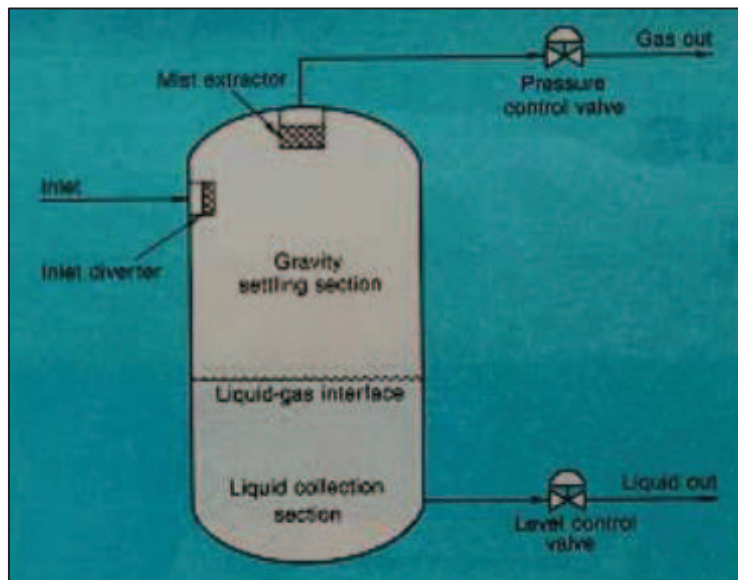 Gas out
Mist extractor
Pressure
control valve
Inlet
Inlet diverter
Gravity
settling section
Liquid-gas interface
Liquid collection
section
Liquid out
Level control
valve